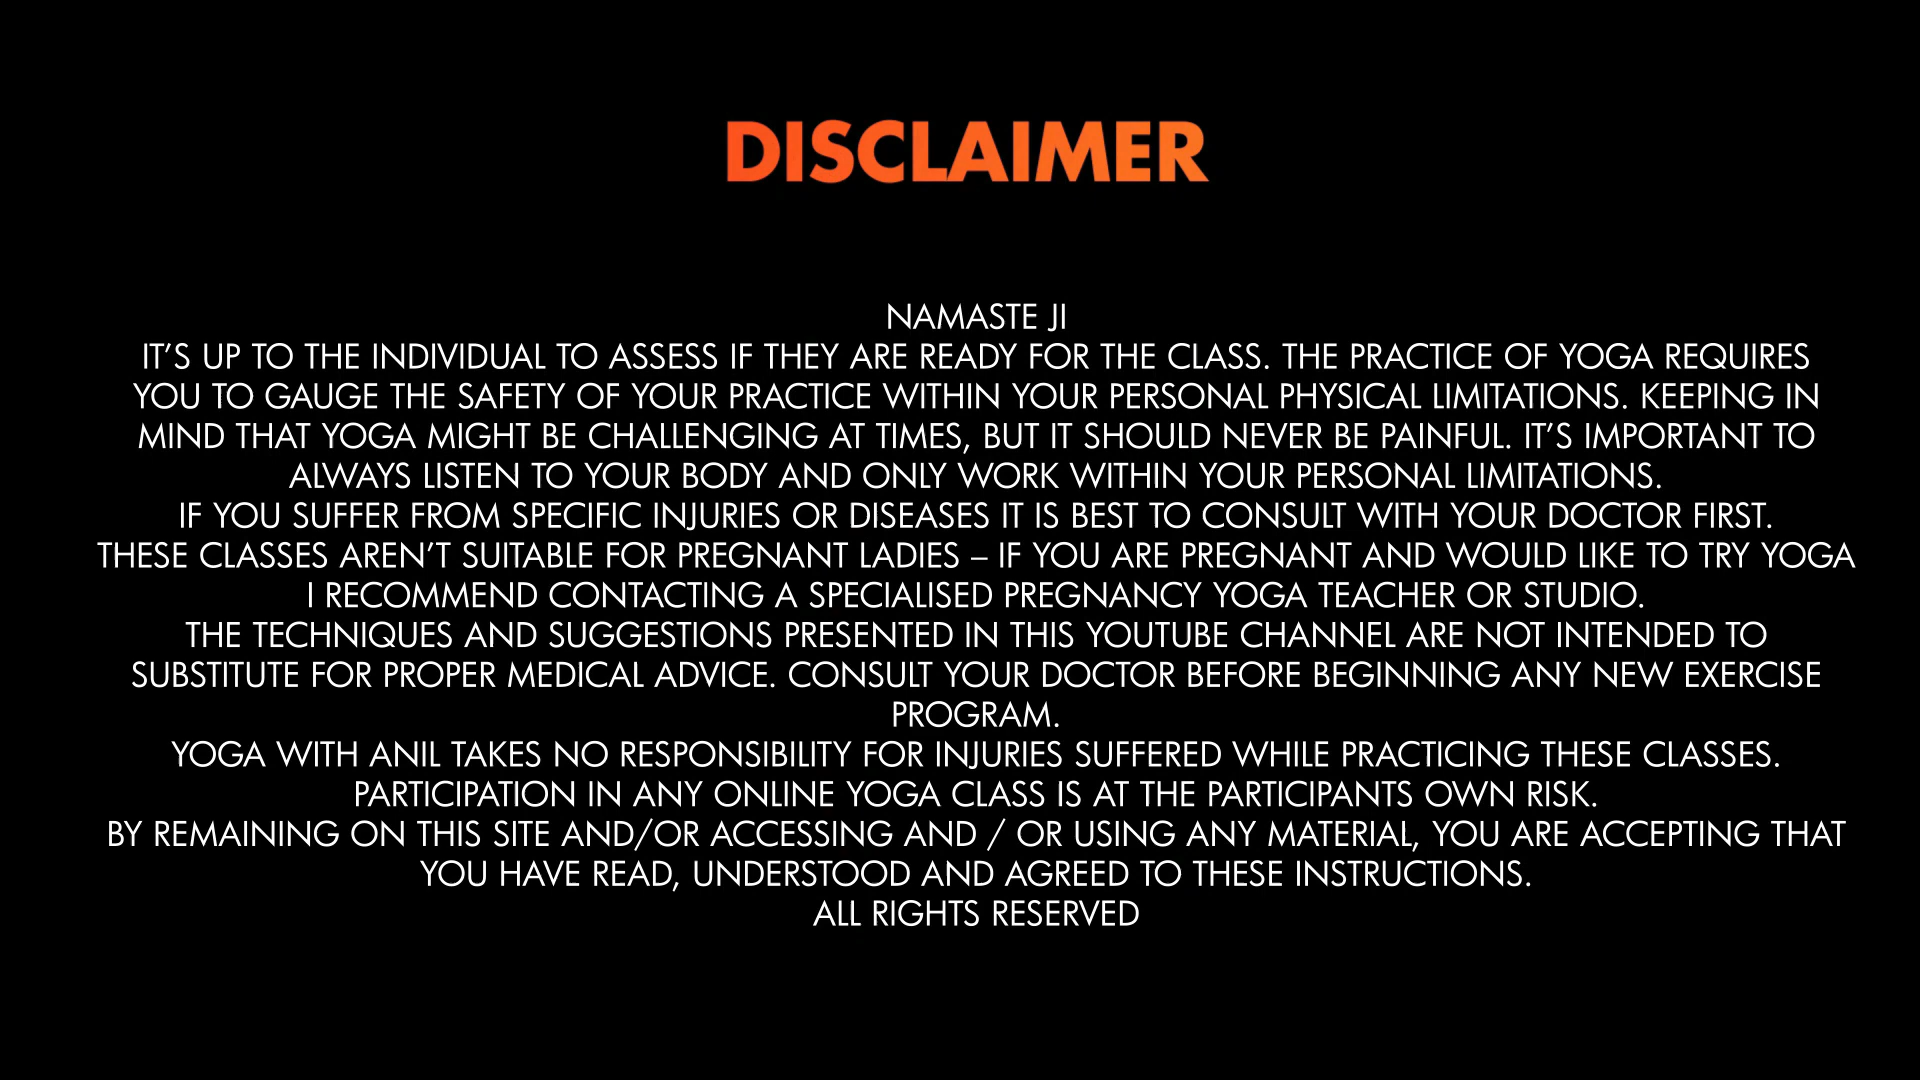 DISCLAIMER
NAMASTE JI
IT’S UP TO THE INDIVIDUAL TO ASSESS IF THEY ARE READY FOR THE CLASS. THE PRACTICE OF YOGA REQUIRES
YOU TO GAUGE THE SAFETY OF YOUR PRACTICE WITHIN YOUR PERSONAL PHYSICAL LIMITATIONS. KEEPING IN
MIND THAT YOGA MIGHT BE CHALLENGING AT TIMES, BUT IT SHOULD NEVER BE PAINFUL. IT’S IMPORTANT TO
ALWAYS LISTEN TO YOUR BODY AND ONLY WORK WITHIN YOUR PERSONAL LIMITATIONS.
IF YOU SUFFER FROM SPECIFIC INJURIES OR DISEASES IT IS BEST TO CONSULT WITH YOUR DOCTOR FIRST.
THESE CLASSES AREN’T SUITABLE FOR PREGNANT LADIES – IF YOU ARE PREGNANT AND WOULD LIKE TO TRY YOGA
I RECOMMEND CONTACTING A SPECIALISED PREGNANCY YOGA TEACHER OR STUDIO.
THE TECHNIQUES AND SUGGESTIONS PRESENTED IN THIS YOUTUBE CHANNEL ARE NOT INTENDED TO
SUBSTITUTE FOR PROPER MEDICAL ADVICE. CONSULT YOUR DOCTOR BEFORE BEGINNING ANY NEW EXERCISE
PROGRAM.
YOGA WITH ANIL TAKES NO RESPONSIBILITY FOR INJURIES SUFFERED WHILE PRACTICING THESE CLASSES.
PARTICIPATION IN ANY ONLINE YOGA CLASS IS AT THE PARTICIPANTS OWN RISK.
BY REMAINING ON THIS SITE AND/OR ACCESSING AND / OR USING ANY MATERIAL, YOU ARE ACCEPTING THAT
YOU HAVE READ, UNDERSTOOD AND AGREED TO THESE INSTRUCTIONS.
ALL RIGHTS RESERVED